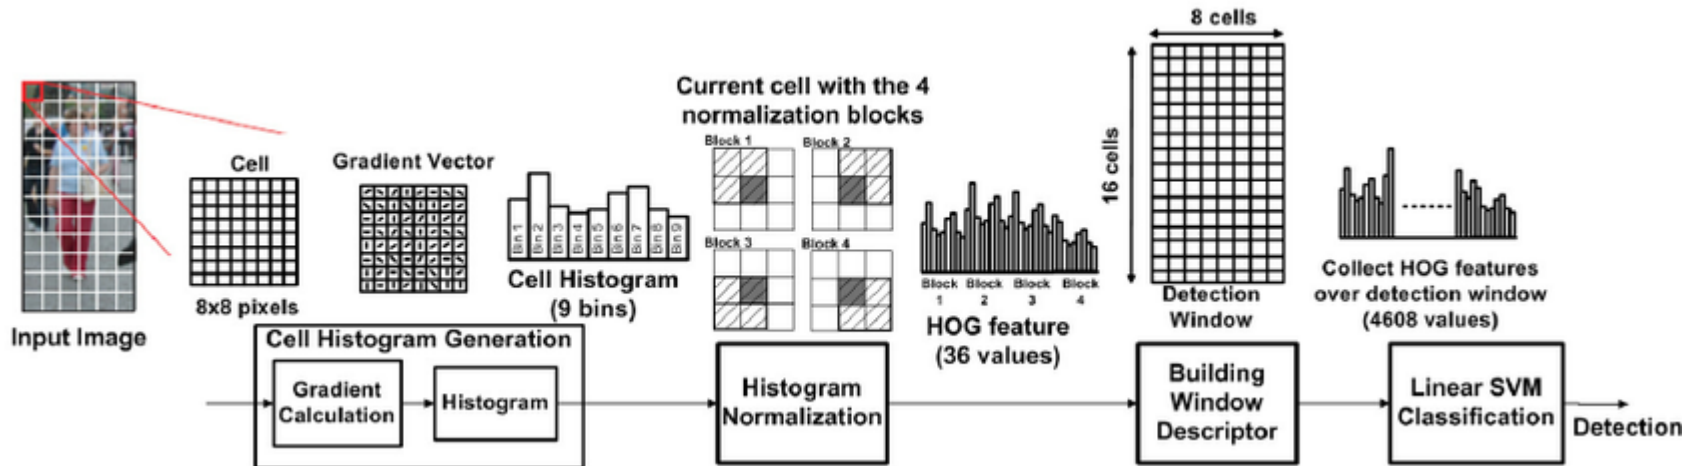 Input Image
Cell
8x8 pixels
Gradient Vector
Bin 1
Bin 2
Bin 3
Bin 4
Bin 5
Bin 6
Bin 7
Bin 8
Bin 9
Cell Histogram
(9 bins)
Current cell with the 4
normalization blocks
Block 1
Block 2
Block 3
Block 4
Block
1
Block
2
Block
3
Block
4
HOG feature
(36 values)
8 cells
16 cells
Detection
Window
Collect HOG features
over detection window
(4608 values)
Cell Histogram Generation
Gradient
Calculation
Histogram
Histogram
Normalization
Building
Window
Descriptor
Linear SVM
Classification
Detection